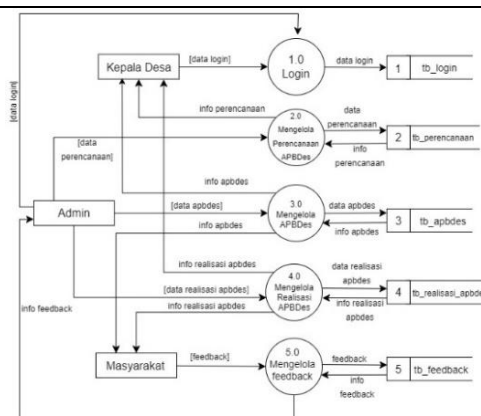 Kepala Desa
[data login]
1.0
Login
data login
1
tb_login
[data login]
info perencanaan
2.0
Mengelola
Perencanaan
APBDes
data
perencanaan
info
perencanaan
2
tb_perencanaan
[data
perencanaan]
info apbdes
Admin
[data apbdes]
3.0
Mengelola
APBDes
data apbdes
info apbdes
3
tb_apbdes
info apbdes
info realisasi apbdes
4.0
Mengelola
Realisasi
APBDes
data realisasi
apbdes
info realisasi
apbdes
4
tb_realisasi_apbde
[data realisasi apbdes]
info realisasi apbdes
info feedback
Masyarakat
[feedback]
5.0
Mengelola
feedback
feedback
info
feedback
5
tb_feedback